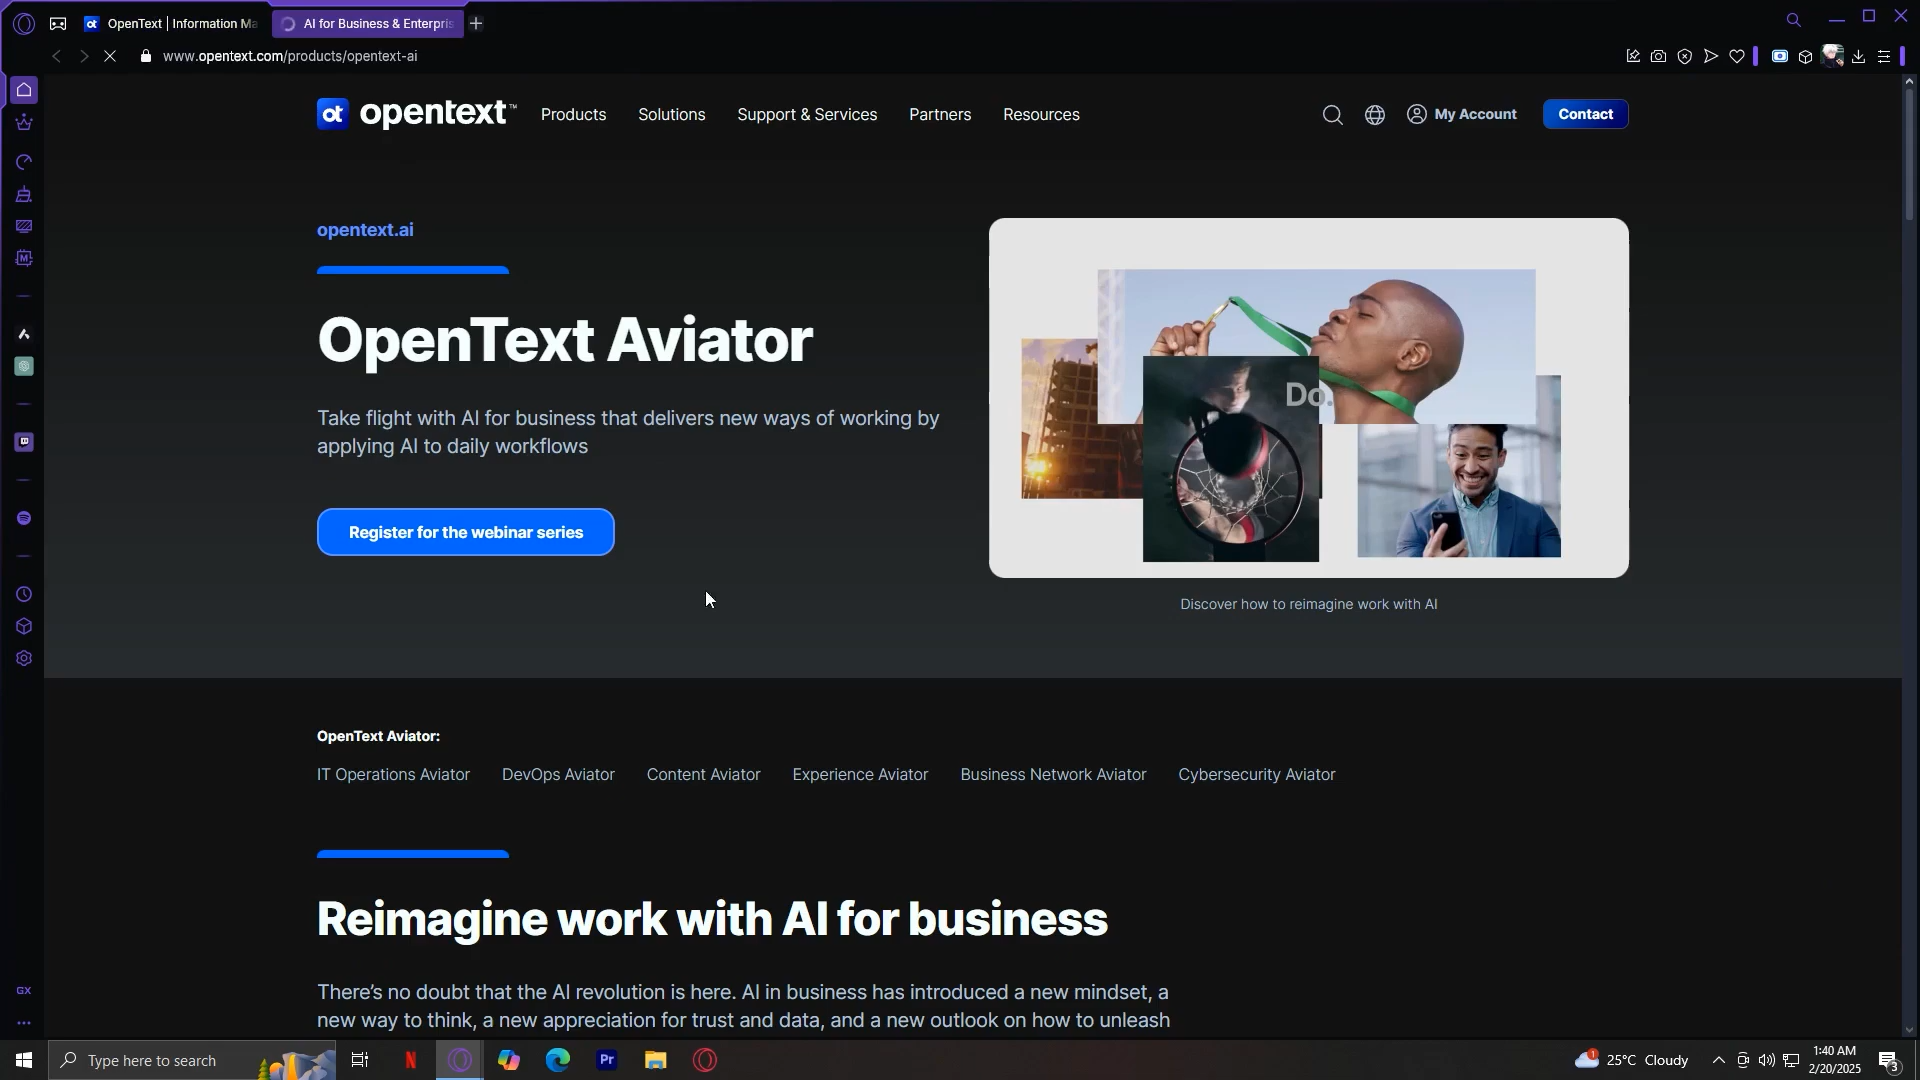 OpenText | Information Ma
AI for Business & Enterpris
www.opentext.com/products/opentext-ai
ot opentext™
Products
Solutions
Support & Services
Partners
Resources
My Account
Contact
opentext.ai
OpenText Aviator
Take flight with AI for business that delivers new ways of working by
applying AI to daily workflows
Register for the webinar series
Do.
Discover how to reimagine work with AI
OpenText Aviator:
IT Operations Aviator
DevOps Aviator
Content Aviator
Experience Aviator
Business Network Aviator
Cybersecurity Aviator
Reimagine work with AI for business
There's no doubt that the AI revolution is here. AI in business has introduced a new mindset, a
new way to think, a new appreciation for trust and data, and a new outlook on how to unleash
GX
Type here to search
N
Pr
1
25°C Cloudy
1:40 AM
2/20/2025
3